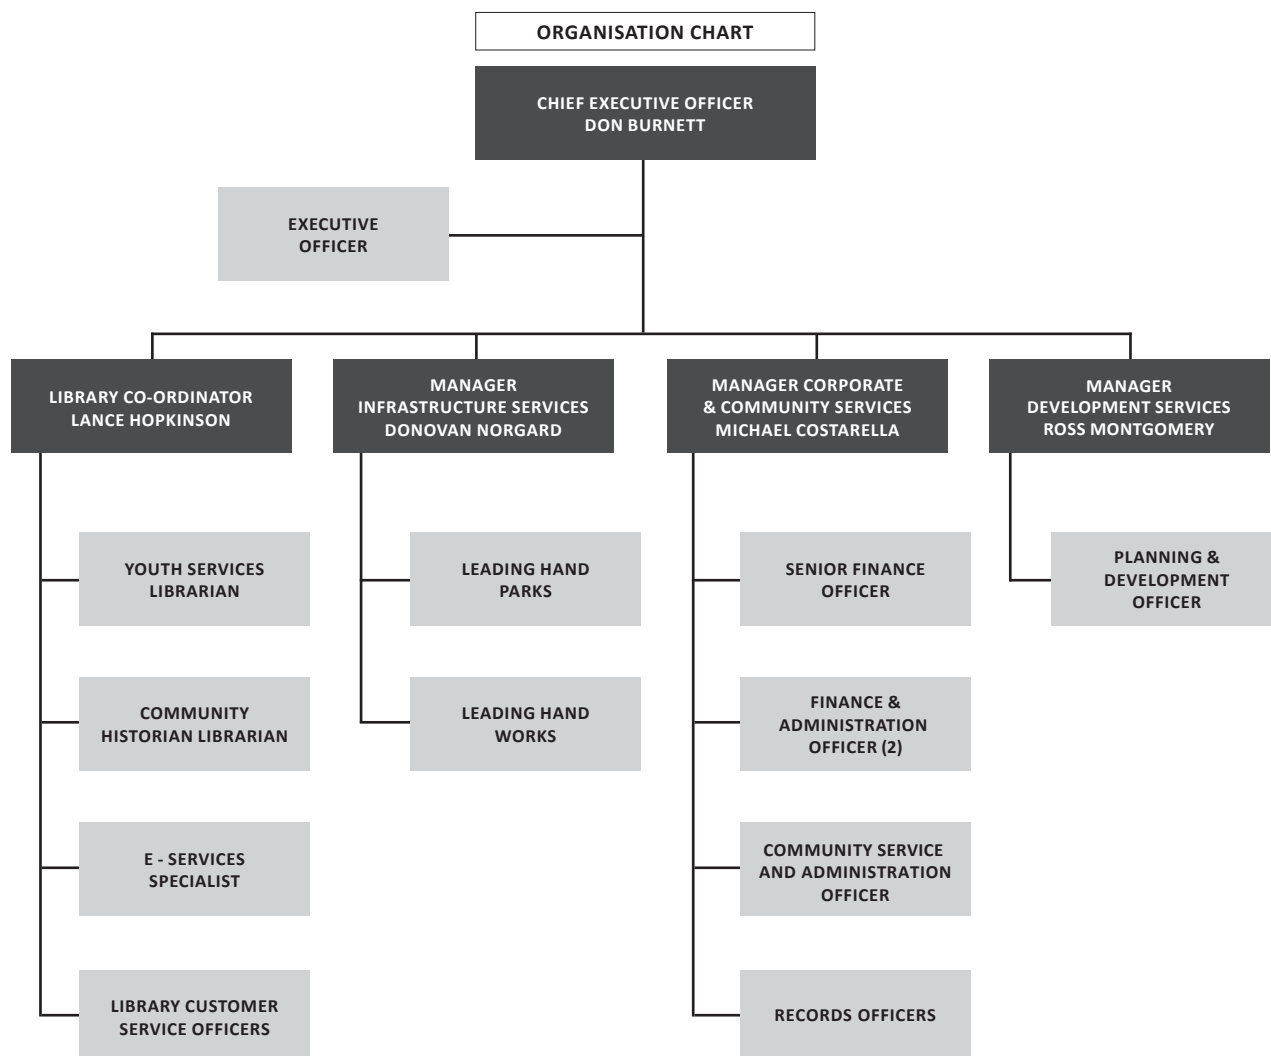 ORGANISATION CHART
CHIEF EXECUTIVE OFFICER
DON BURNETT
EXECUTIVE
OFFICER
LIBRARY CO-ORDINATOR
LANCE HOPKINSON
MANAGER
INFRASTRUCTURE SERVICES
DONOVAN NORGARD
MANAGER CORPORATE
& COMMUNITY SERVICES
MICHAEL COSTARELLA
MANAGER
DEVELOPMENT SERVICES
ROSS MONTGOMERY
YOUTH SERVICES
LIBRARIAN
LEADING HAND
PARKS
SENIOR FINANCE
OFFICER
PLANNING &
DEVELOPMENT
OFFICER
COMMUNITY
HISTORIAN LIBRARIAN
LEADING HAND
WORKS
FINANCE &
ADMINISTRATION
OFFICER (2)
E - SERVICES
SPECIALIST
COMMUNITY SERVICE
AND ADMINISTRATION
OFFICER
LIBRARY CUSTOMER
SERVICE OFFICERS
RECORDS OFFICERS